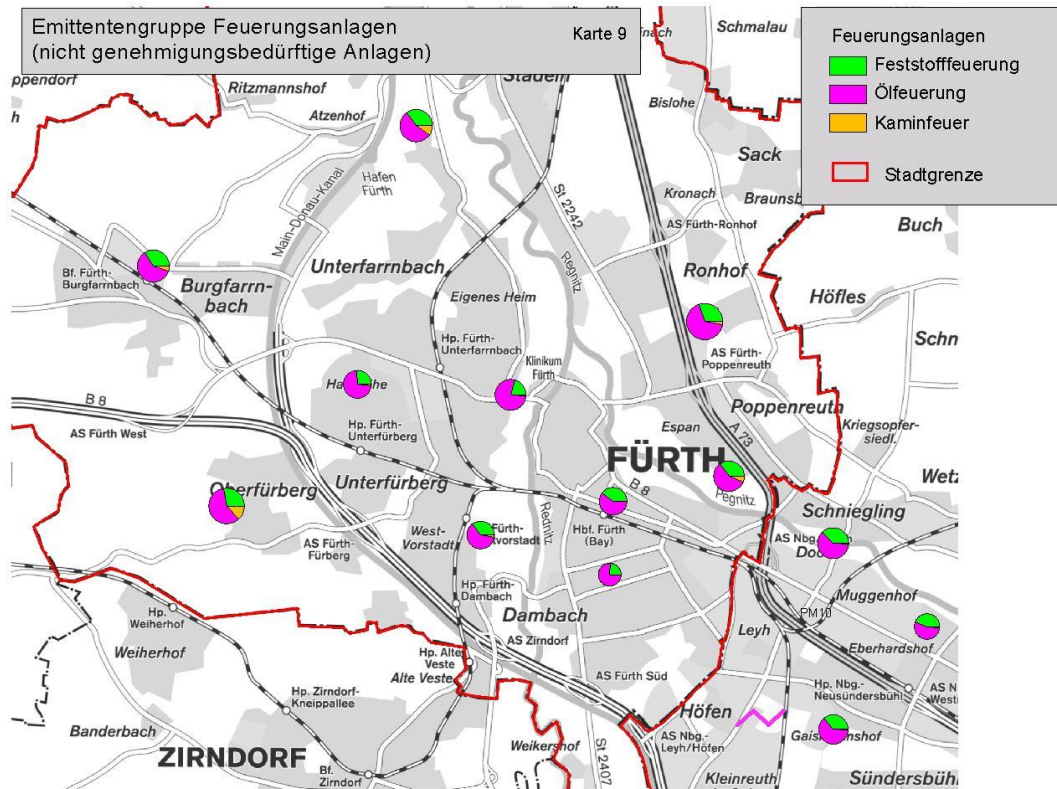 Emittentengruppe Feuerungsanlagen
(nicht genehmigungsbedürftige Anlagen)
Karte 9
Feuerungsanlagen
Feststofffeuerung
Ölfeuerung
Kaminfeuer
Stadtgrenze
Schmalau
Ritzmannshof
Atzenhof
Stadeln
Bislohe
Sack
Hafen
Fürth
Main-Donau-Kanal
St 2242
Kronach
AS Fürth-Ronhof
Buch
Regnitz
Bf. Fürth-
Burgfarrnbach
Burgfarrn-
bach
Unterfarrnbach
Eigenes Heim
Ronhof
Höfles
Hp. Fürth-
Unterfarrnbach
Klinikum
Fürth
AS Fürth-
Poppenreuth
B 8
AS Fürth West
Poppenreuth
Kriegsopfer-
siedl.
Hp. Fürth-
Unterfürberg
Espan
A 73
FÜRTH
Oberfürberg
Unterfürberg
B 8
Pegnitz
Schniegling
West-
Vorstadt
Rednitz
Hbf. Fürth
(Bay)
AS Fürth-
Fürberg
Hp. Fürth-
Dambach
Muggenhof
PM10
Hp.
Weiherhof
Dambach
Leyh
Eberhardshof
Weiherhof
AS Zirndorf
Hp. Alte
Veste
Alte Veste
AS Fürth Süd
Hp. Nbg.-
Neusündersbühl
Hp. Zirndorf-
Kneippallee
Höfen
Banderbach
ZIRNDORF
Weikershof
St 2407
AS Nbg.-
Leyh/Höfen
Bf.
Zirndorf
Kleinreuth